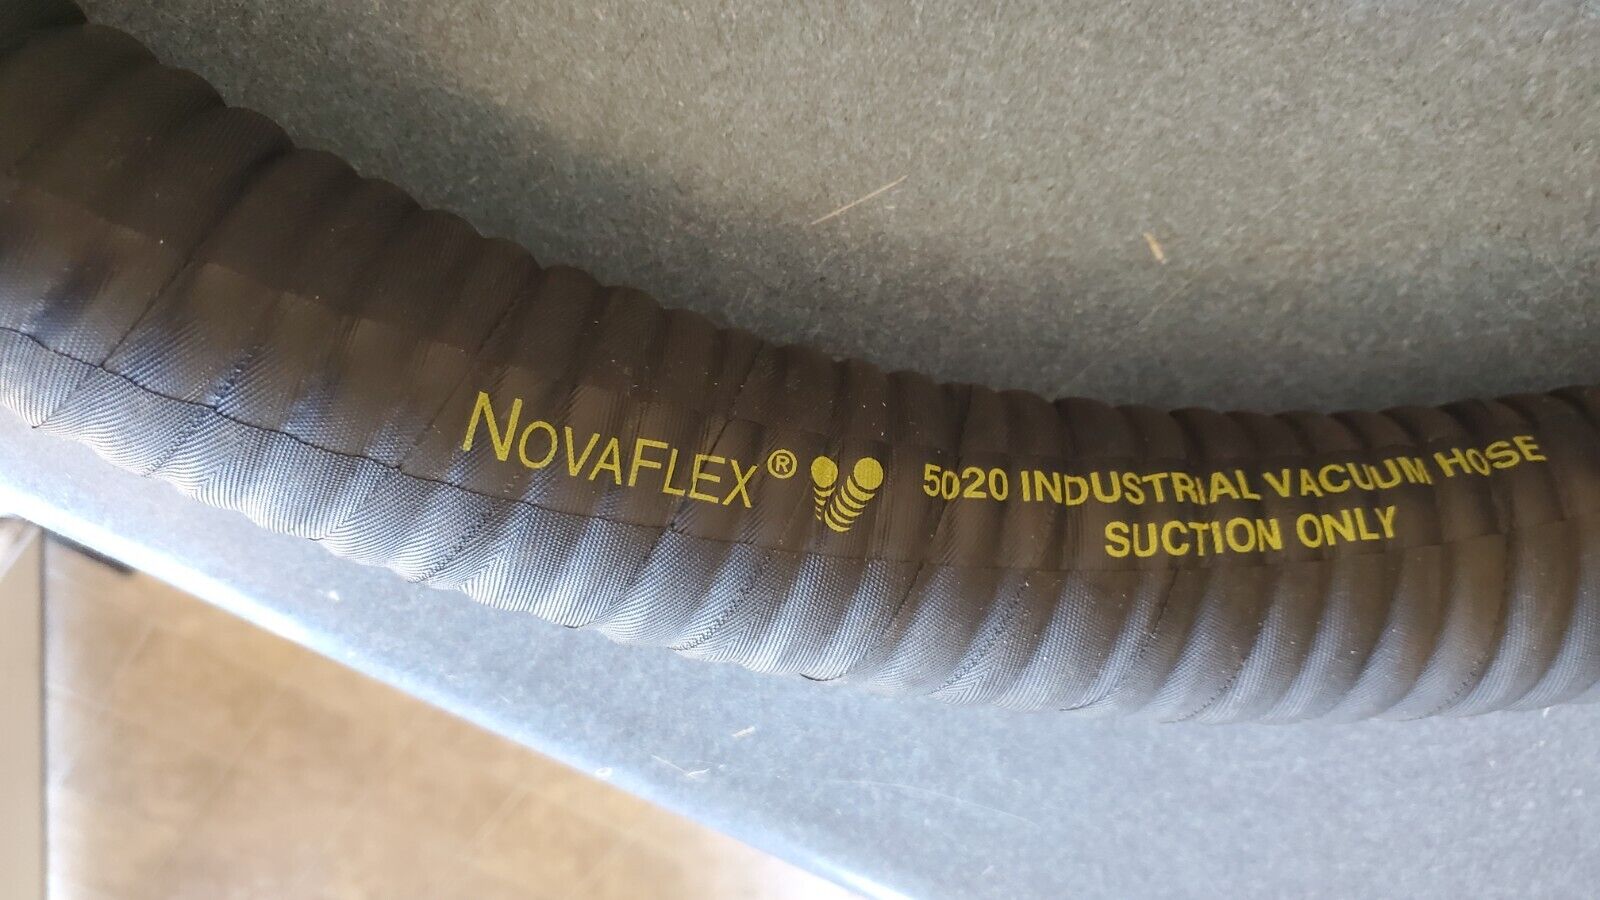 NOVAFLEX® 5020 INDUSTRIAL VACUUM HOSE
SUCTION ONLY